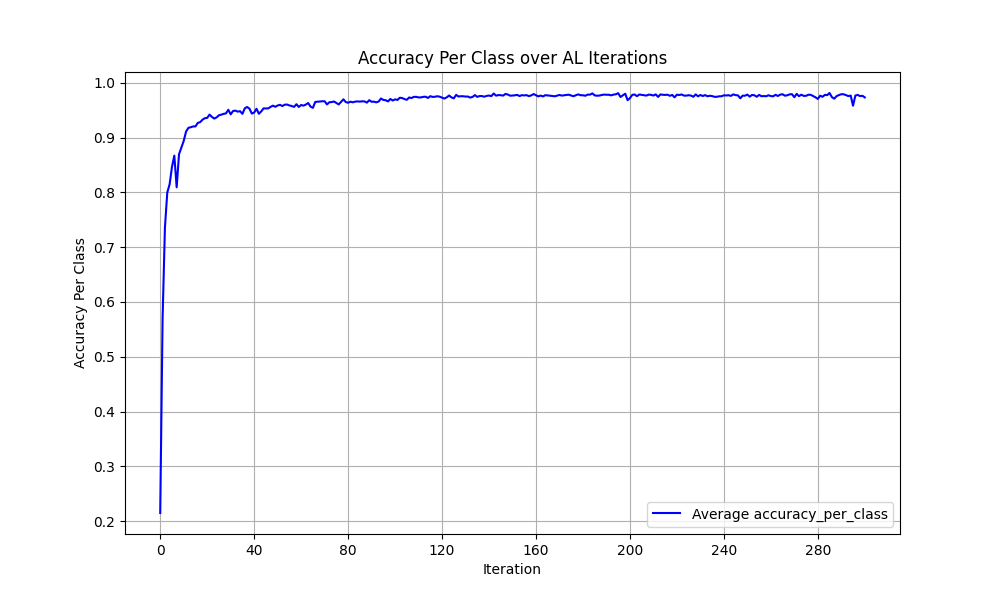 Accuracy Per Class over AL Iterations
1.0
0.9
0.8
0.7
0.6
0.5
0.4
0.3
0.2
Accuracy Per Class
Average accuracy_per_class
0 40 80 120 160 200 240 280
Iteration